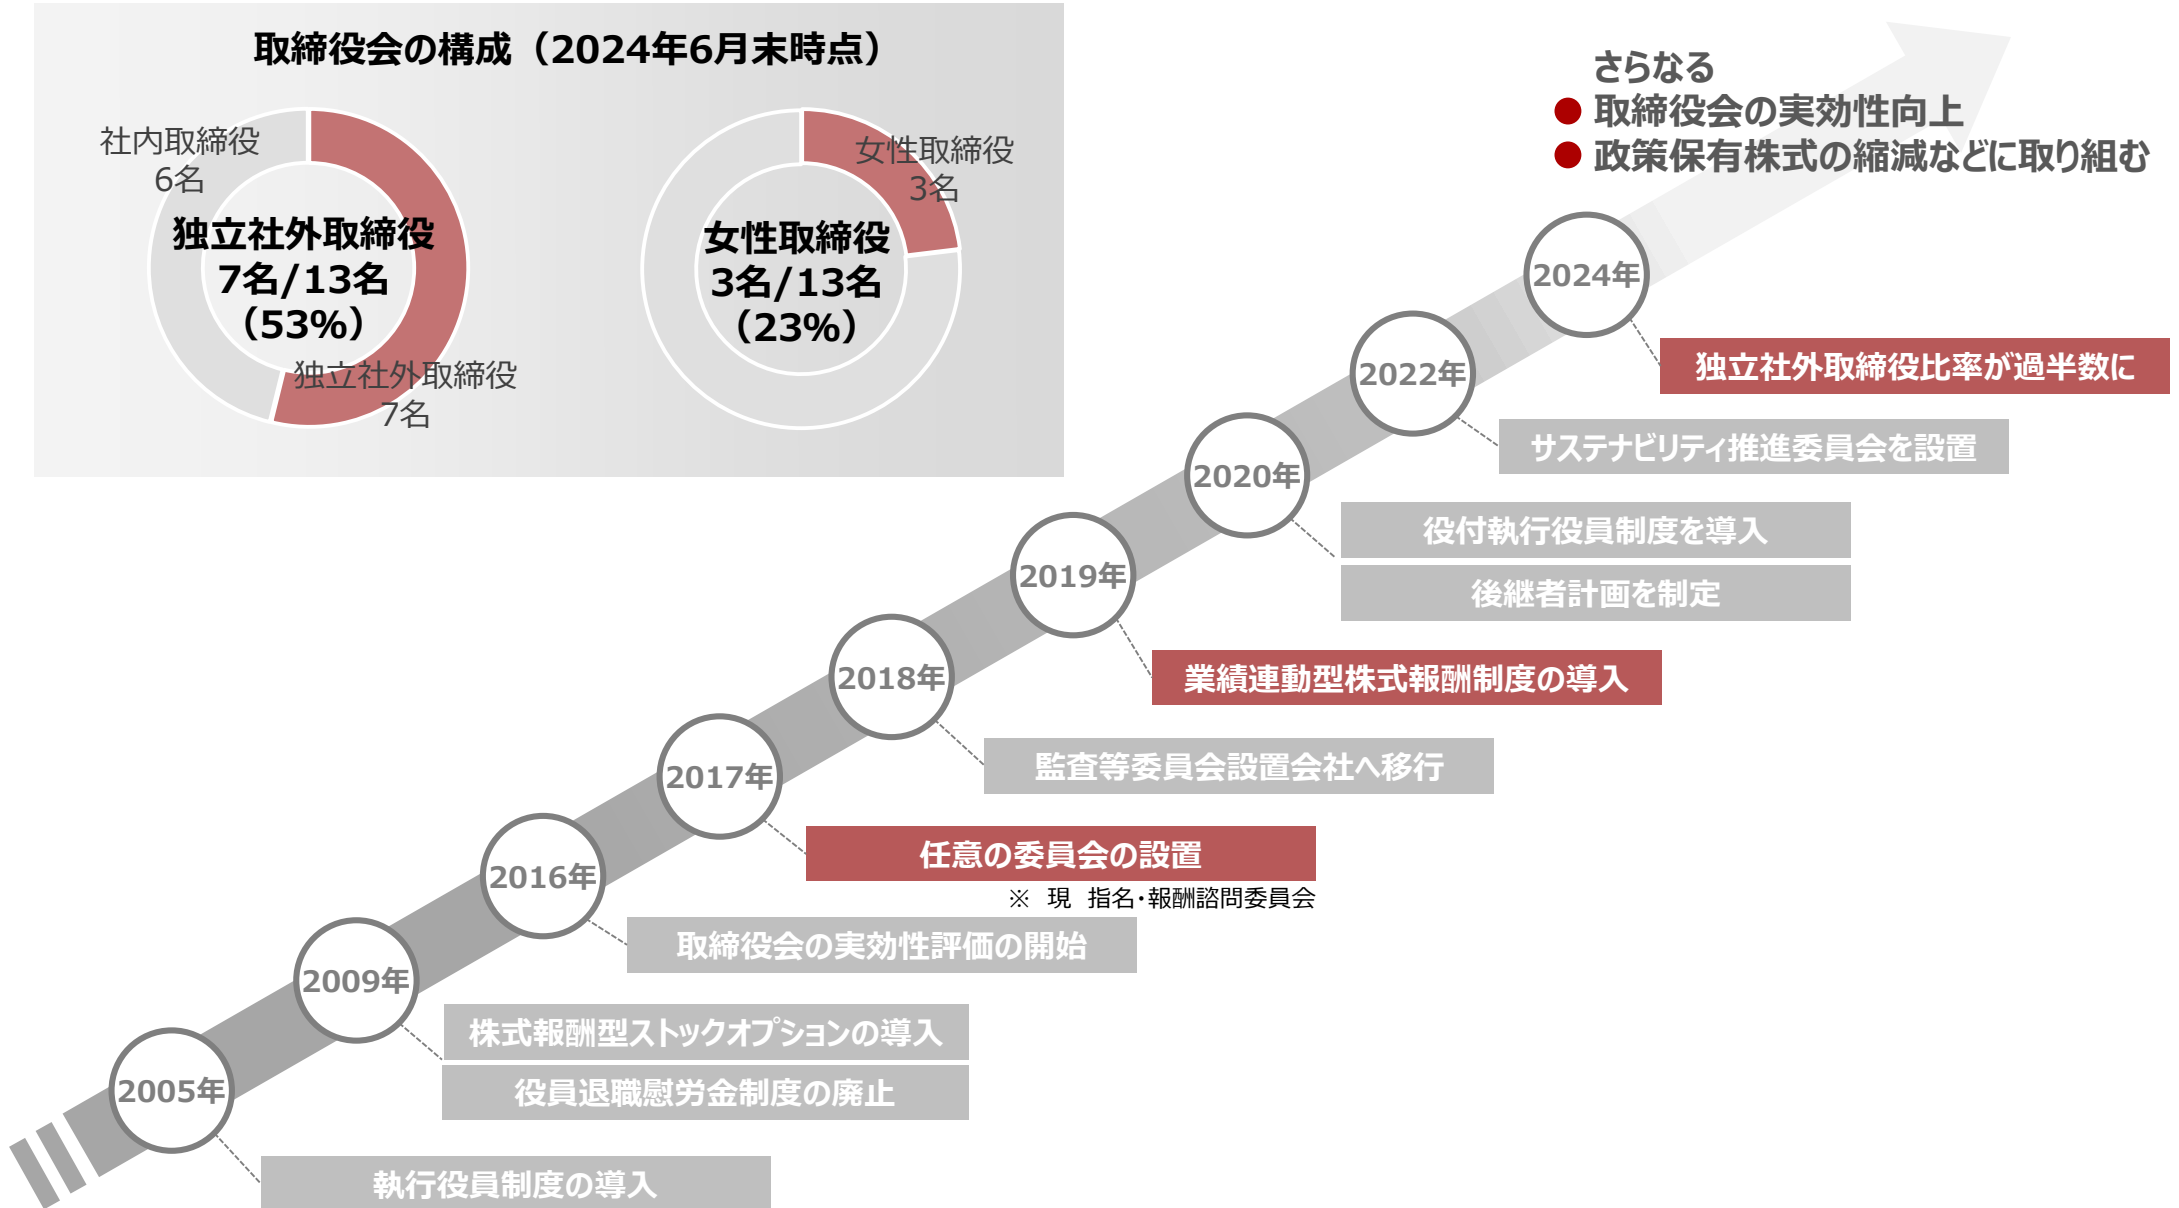 取締役会の構成（2024年6月末時点）
社内取締役
6名
独立社外取締役
7名/13名
（53%）
独立社外取締役
7名
女性取締役
3名
女性取締役
3名/13名
（23%）
さらなる
● 取締役会の実効性向上
● 政策保有株式の縮減などに取り組む
2024年
独立社外取締役比率が過半数に
2022年
サステナビリティ推進委員会を設置
2020年
役付執行役員制度を導入
後継者計画を制定
2019年
業績連動型株式報酬制度の導入
2018年
監査等委員会設置会社へ移行
2017年
任意の委員会の設置
※ 現 指名・報酬諮問委員会
2016年
取締役会の実効性評価の開始
2009年
株式報酬型ストックオプションの導入
役員退職慰労金制度の廃止
2005年
執行役員制度の導入